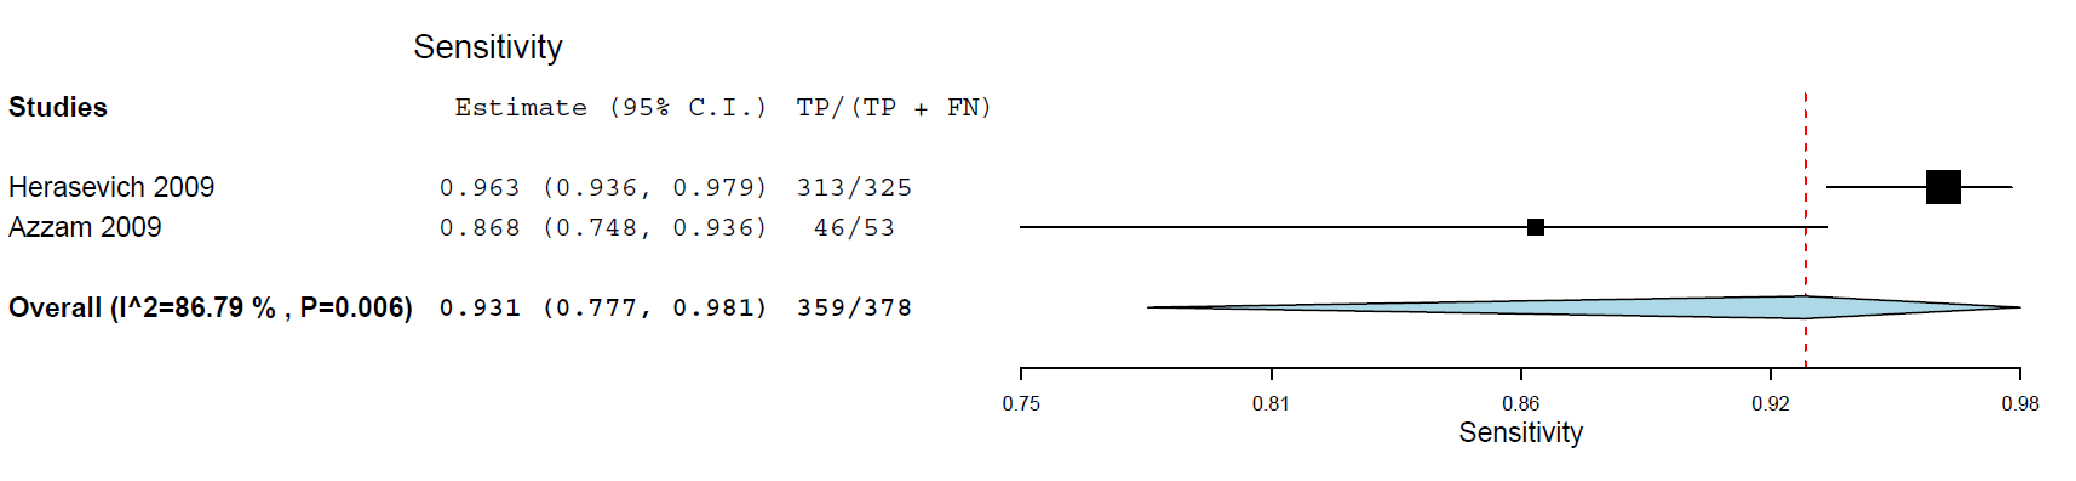 Sensitivity
Studies Estimate (95% C.I.) TP/(TP + FN)
Herasevich 2009 0.963 (0.936, 0.979) 313/325
Azzam 2009 0.868 (0.748, 0.936) 46/53
Overall (I^2=86.79 % , P=0.006) 0.931 (0.777, 0.981) 359/378
0.75 0.81 0.86 0.92 0.98
Sensitivity